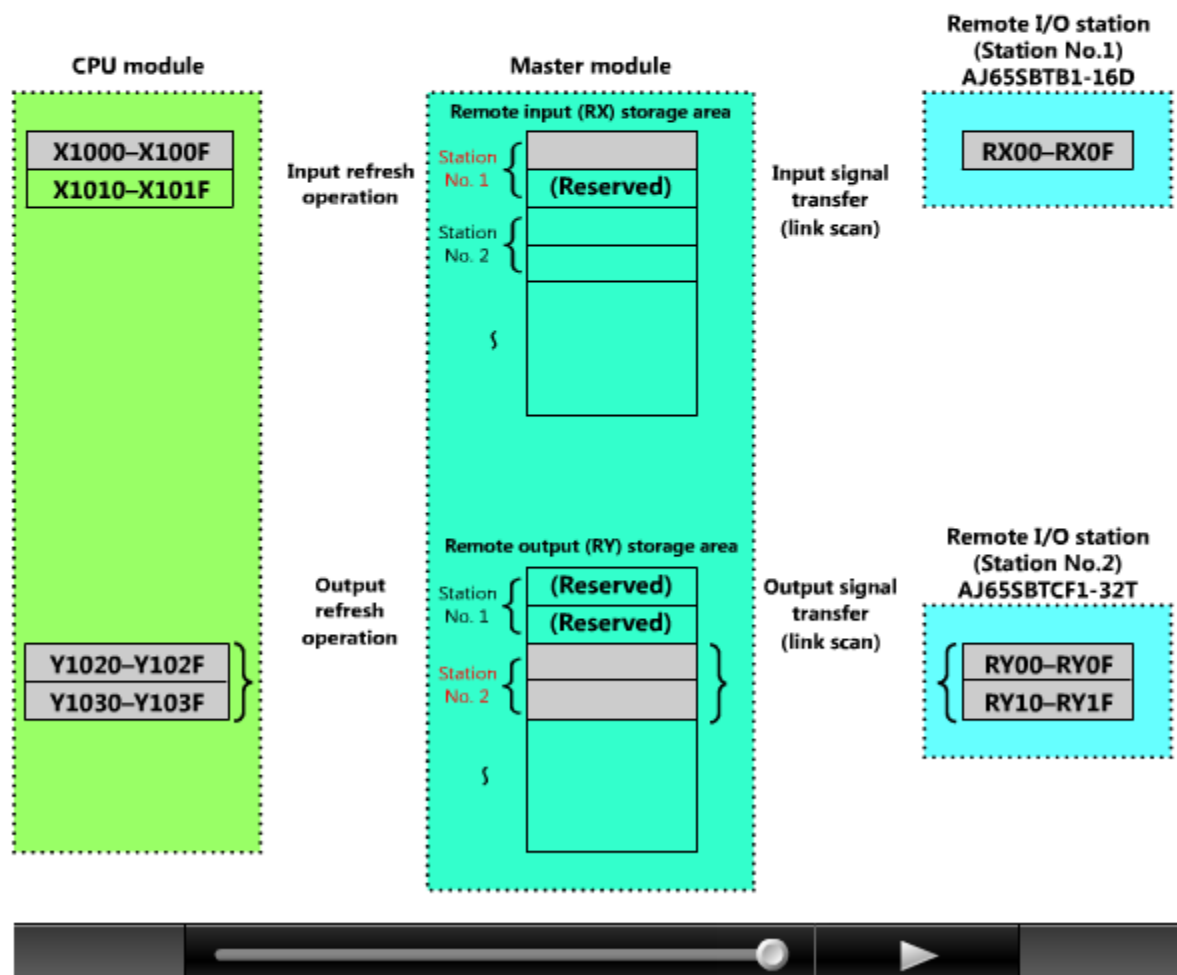 CPU module
Master module
Remote I/O station
(Station No.1)
AJ65SBTB1-16D
X1000–X100F
X1010–X101F
Input refresh
operation
Remote input (RX) storage area
Station
No. 1
(Reserved)
Station
No. 2
Input signal
transfer
(link scan)
RX00–RX0F
Output
refresh
operation
Y1020–Y102F
Y1030–Y103F
Remote output (RY) storage area
Station
No. 1
(Reserved)
(Reserved)
Station
No. 2
Output signal
transfer
(link scan)
Remote I/O station
(Station No.2)
AJ65SBTCF1-32T
RY00–RY0F
RY10–RY1F